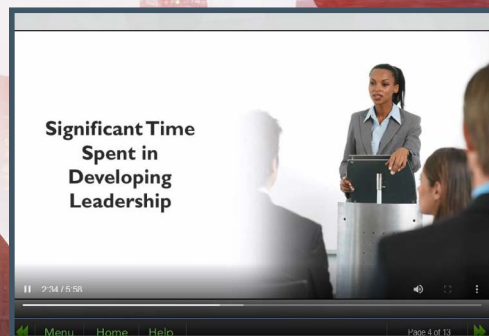 Significant Time
Spent in
Developing
Leadership
2:34 / 5:58
Menu Home Help Page 4 of 13